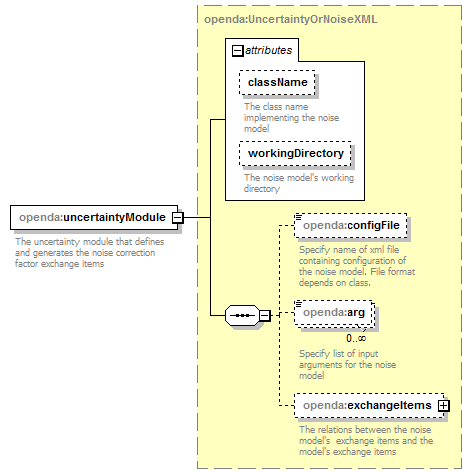 openda:UncertaintyOrNoiseXML
attributes
className
The class name
implementing the noise
model
workingDirectory
The noise model's working
directory
openda:uncertaintyModule
The uncertainty module that defines
and generates the noise correction
factor exchange items
openda:configFile
Specify name of xml file
containing configuration of
the noise model. File format
depends on class.
openda:arg
0..∞
Specify list of input
arguments for the noise
model
openda:exchangeItems
The relations between the noise
model's exchange items and the
model's exchange items